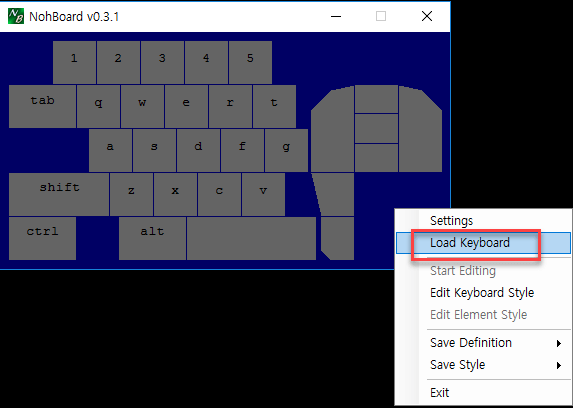 NohBoard v0.3.1
1 2 3 4 5
tab q w e r t
a s d f g
shift z x c v
ctrl alt
Settings
Load Keyboard
Start Editing
Edit Keyboard Style
Edit Element Style
Save Definition
Save Style
Exit